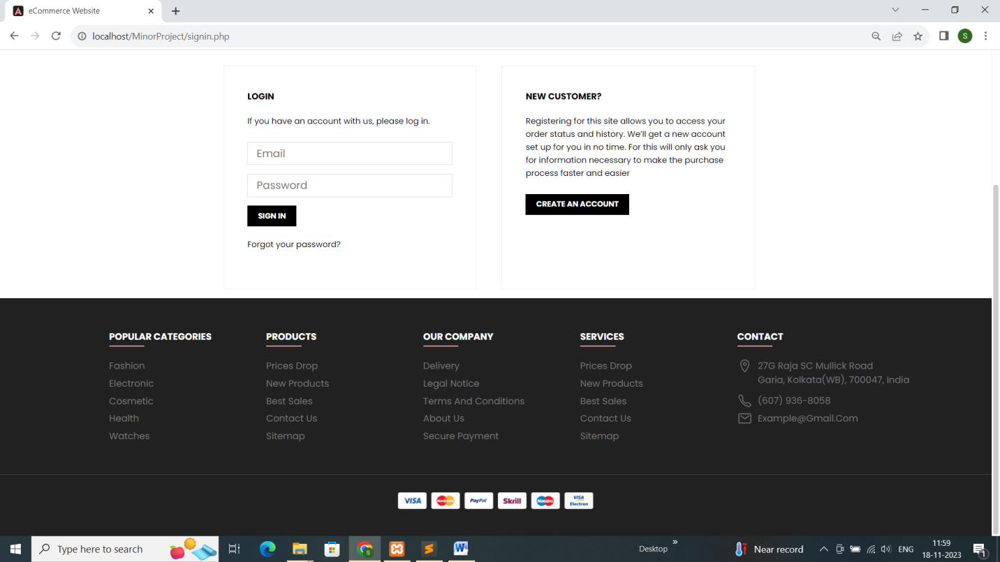 eCommerce Website
localhost/MinorProject/signin.php
S
LOGIN
If you have an account with us, please log in.
Email
Password
SIGN IN
Forgot your password?
NEW CUSTOMER?
Registering for this site allows you to access your
order status and history. We'll get a new account
set up for you in no time. For this will only ask you
for information necessary to make the purchase
process faster and easier
CREATE AN ACCOUNT
POPULAR CATEGORIES
Fashion
Electronic
Cosmetic
Health
Watches
PRODUCTS
Prices Drop
New Products
Best Sales
Contact Us
Sitemap
OUR COMPANY
Delivery
Legal Notice
Terms And Conditions
About Us
Secure Payment
SERVICES
Prices Drop
New Products
Best Sales
Contact Us
Sitemap
CONTACT
27G Raja SC Mullick Road
Garia, Kolkata(WB), 700047, India
(607) 936-8058
Example@Gmail.Com
VISA MasterCard PayPal Skrill Maestro VISA Electron
Type here to search
Desktop
Near record
ENG
11:59
18-11-2023
1